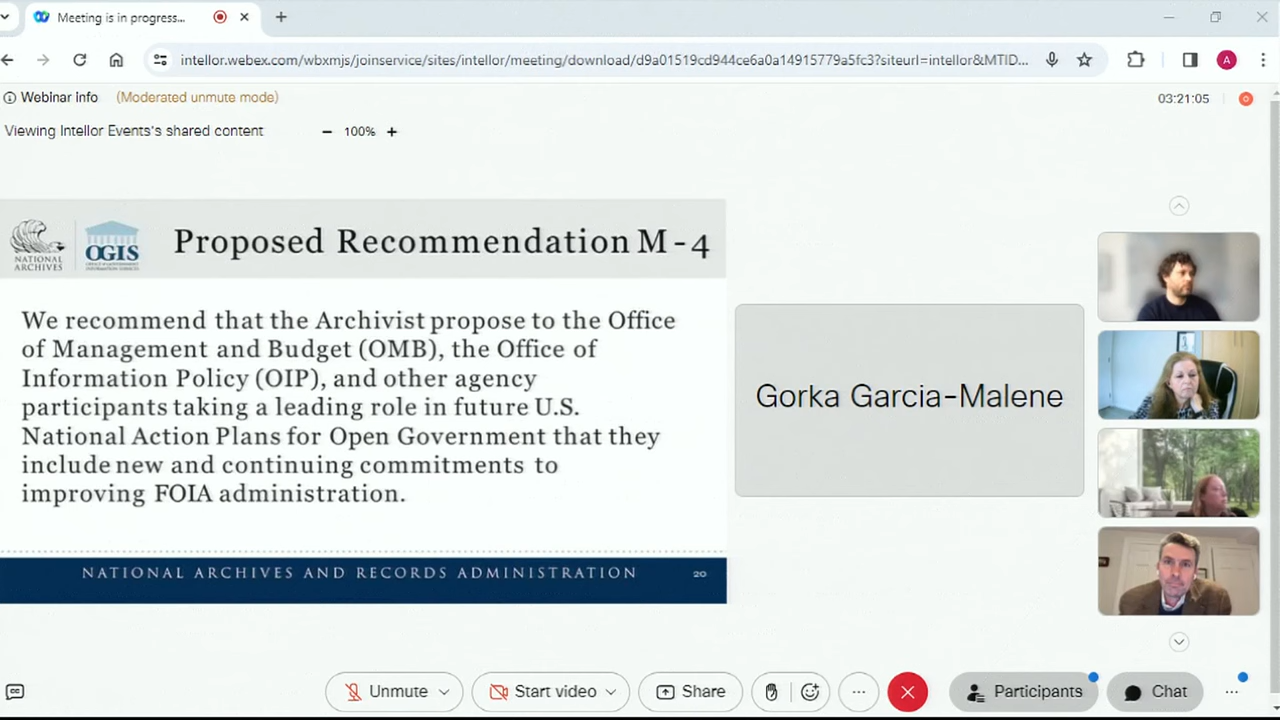 Meeting is in progress...
intellor.webex.com/wbxmjs/joinservice/sites/intellor/meeting/download/d9a01519cd944ce6a0a14915779a5fc3?siteurl=intellor&MTID...
A
Webinar info (Moderated unmute mode)
03:21:05
Viewing Intellor Events's shared content
100%
NATIONAL
ARCHIVES
OGIS
Proposed Recommendation M-4
We recommend that the Archivist propose to the Office
of Management and Budget (OMB), the Office of
Information Policy (OIP), and other agency
participants taking a leading role in future U.S.
National Action Plans for Open Government that they
include new and continuing commitments to
improving FOIA administration.
NATIONAL ARCHIVES AND RECORDS ADMINISTRATION 20
Gorka Garcia-Malene
Unmute
Start video
Share
Participants
Chat